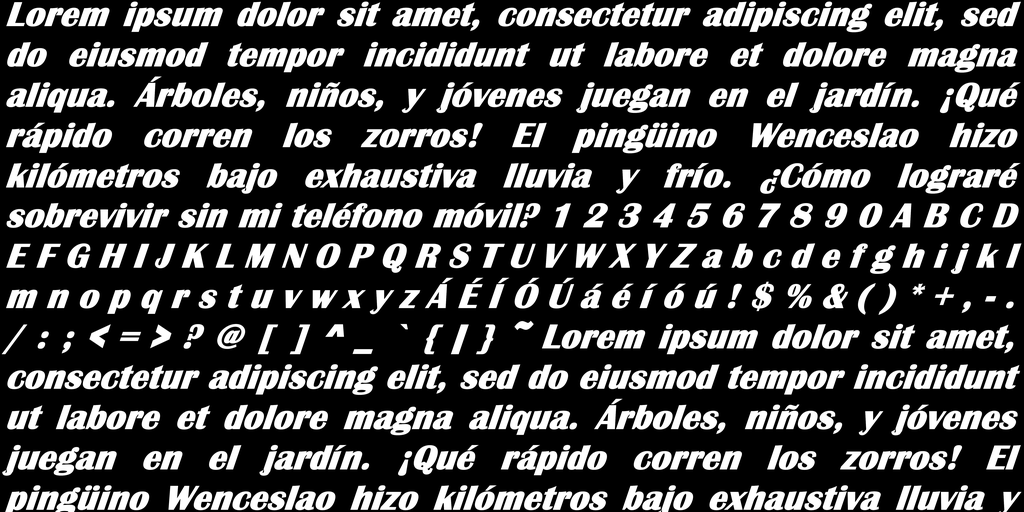 Lorem ipsum dolor sit amet, consectetur adipiscing elit, sed
do eiusmod tempor incididunt ut labore et dolore magna
aliqua. Árboles, niños, y jóvenes juegan en el jardín. ¡Qué
rápido corren los zorros! El pingüino Wenceslao hizo
kilómetros bajo exhaustiva lluvia y frío. ¿Cómo lograré
sobrevivir sin mi teléfono móvil? 1 2 3 4 5 6 7 8 9 0 A B C D
E F G H I J K L M N O P Q R S T U V W X Y Z a b c d e f g h i j k l
m n o p q r s t u v w x y z Á É Í Ó Ú á é í ó ú ! $ % & ( ) * + , - .
/ : ; < = > ? @ [ ] ^ _ ` { | } ~ Lorem ipsum dolor sit amet,
consectetur adipiscing elit, sed do eiusmod tempor incididunt
ut labore et dolore magna aliqua. Árboles, niños, y jóvenes
juegan en el jardín. ¡Qué rápido corren los zorros! El
pingüino Wenceslao hizo kilómetros bajo exhaustiva lluvia y